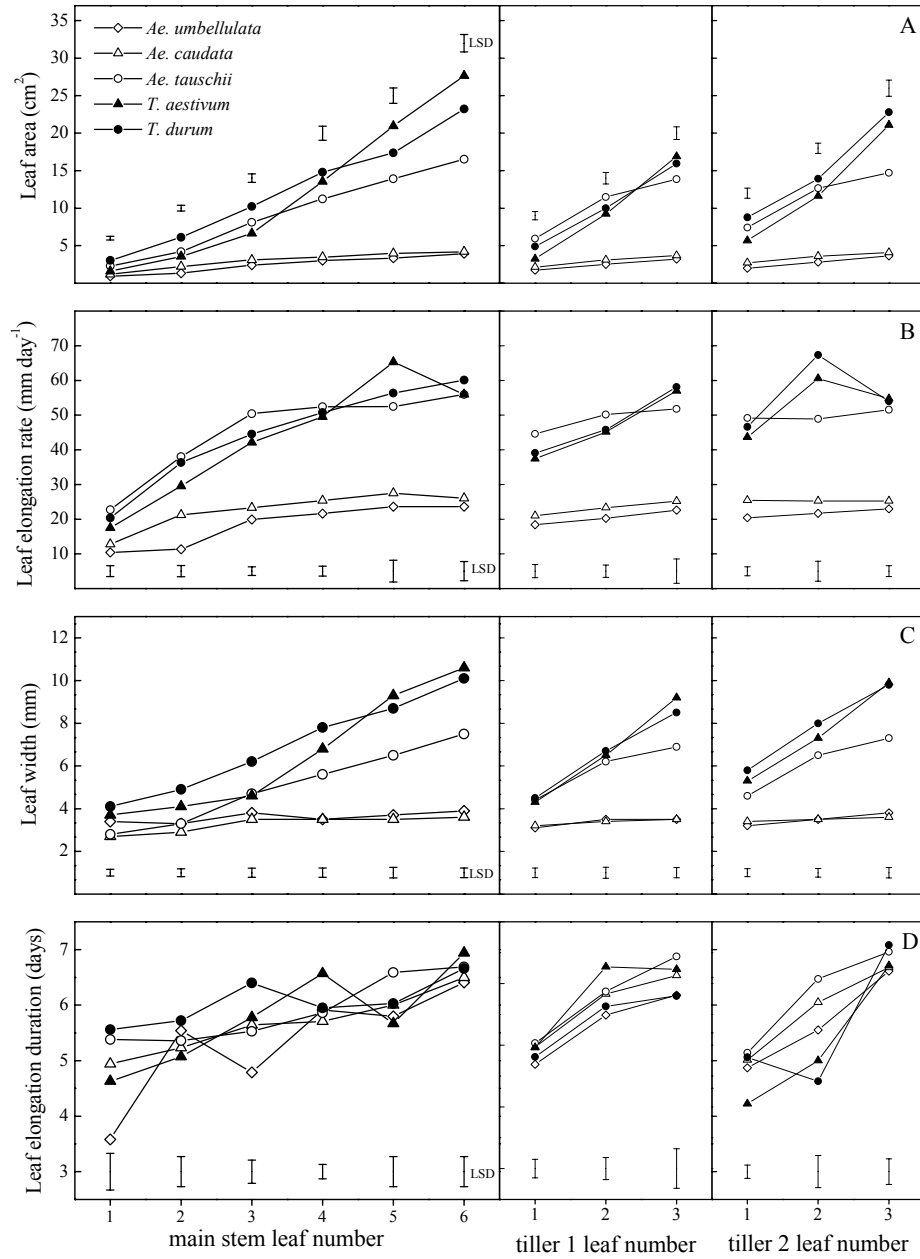 A
Leaf area (cm²)
35
30
25
20
15
10
5
Ae. umbellulata
Ae. caudata
Ae. tauschii
T. aestivum
T. durum
LSD
B
Leaf elongation rate (mm day⁻¹)
70
60
50
40
30
20
10
LSD
C
Leaf width (mm)
12
10
8
6
4
2
LSD
D
Leaf elongation duration (days)
7
6
5
4
3
LSD
1 2 3 4 5 6
main stem leaf number
1 2 3
tiller 1 leaf number
1 2 3
tiller 2 leaf number